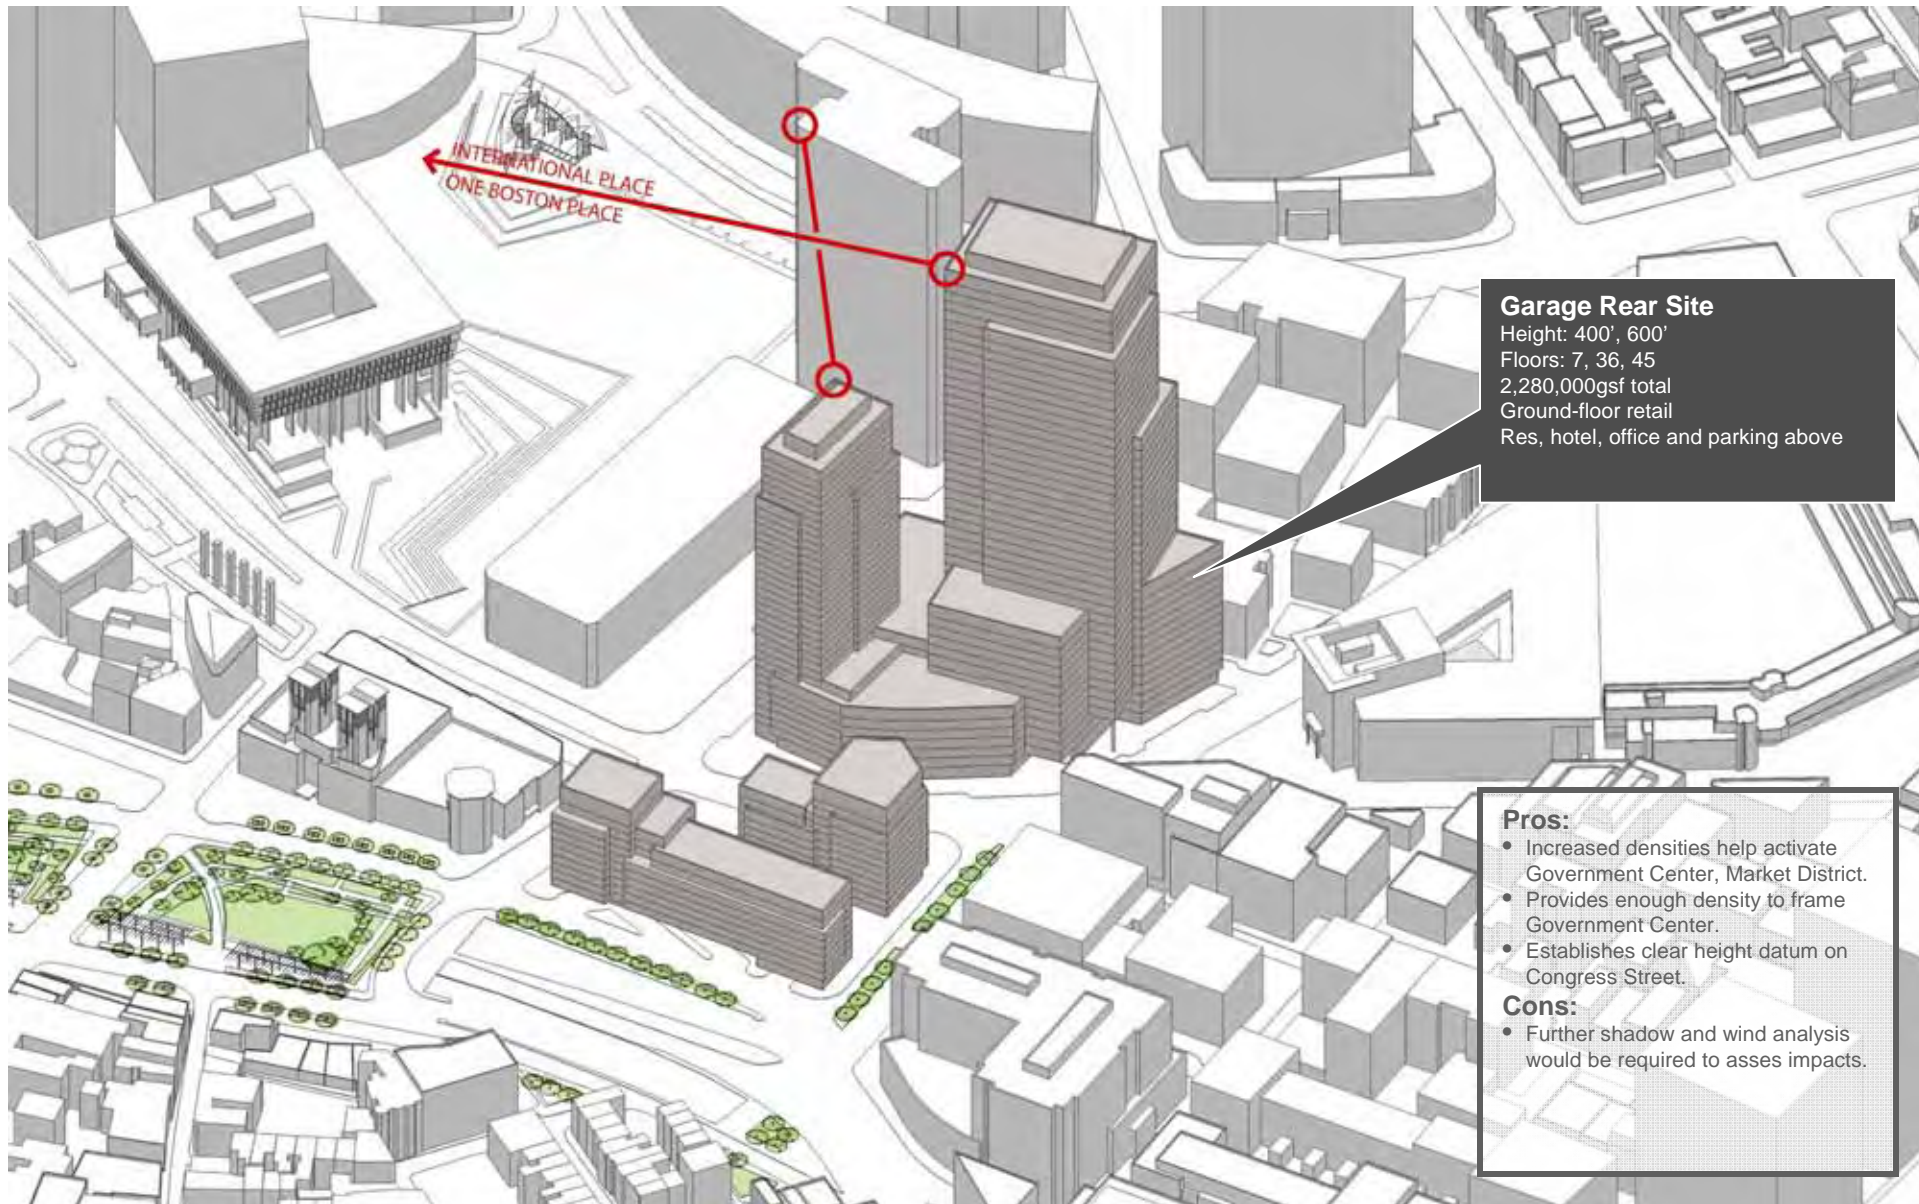 INTERNATIONAL PLACE
ONE BOSTON PLACE
Garage Rear Site
Height: 400’, 600’
Floors: 7, 36, 45
2,280,000gsf total
Ground-floor retail
Res, hotel, office and parking above
Pros:
• Increased densities help activate
Government Center, Market District.
• Provides enough density to frame
Government Center.
• Establishes clear height datum on
Congress Street.
Cons:
• Further shadow and wind analysis
would be required to asses impacts.